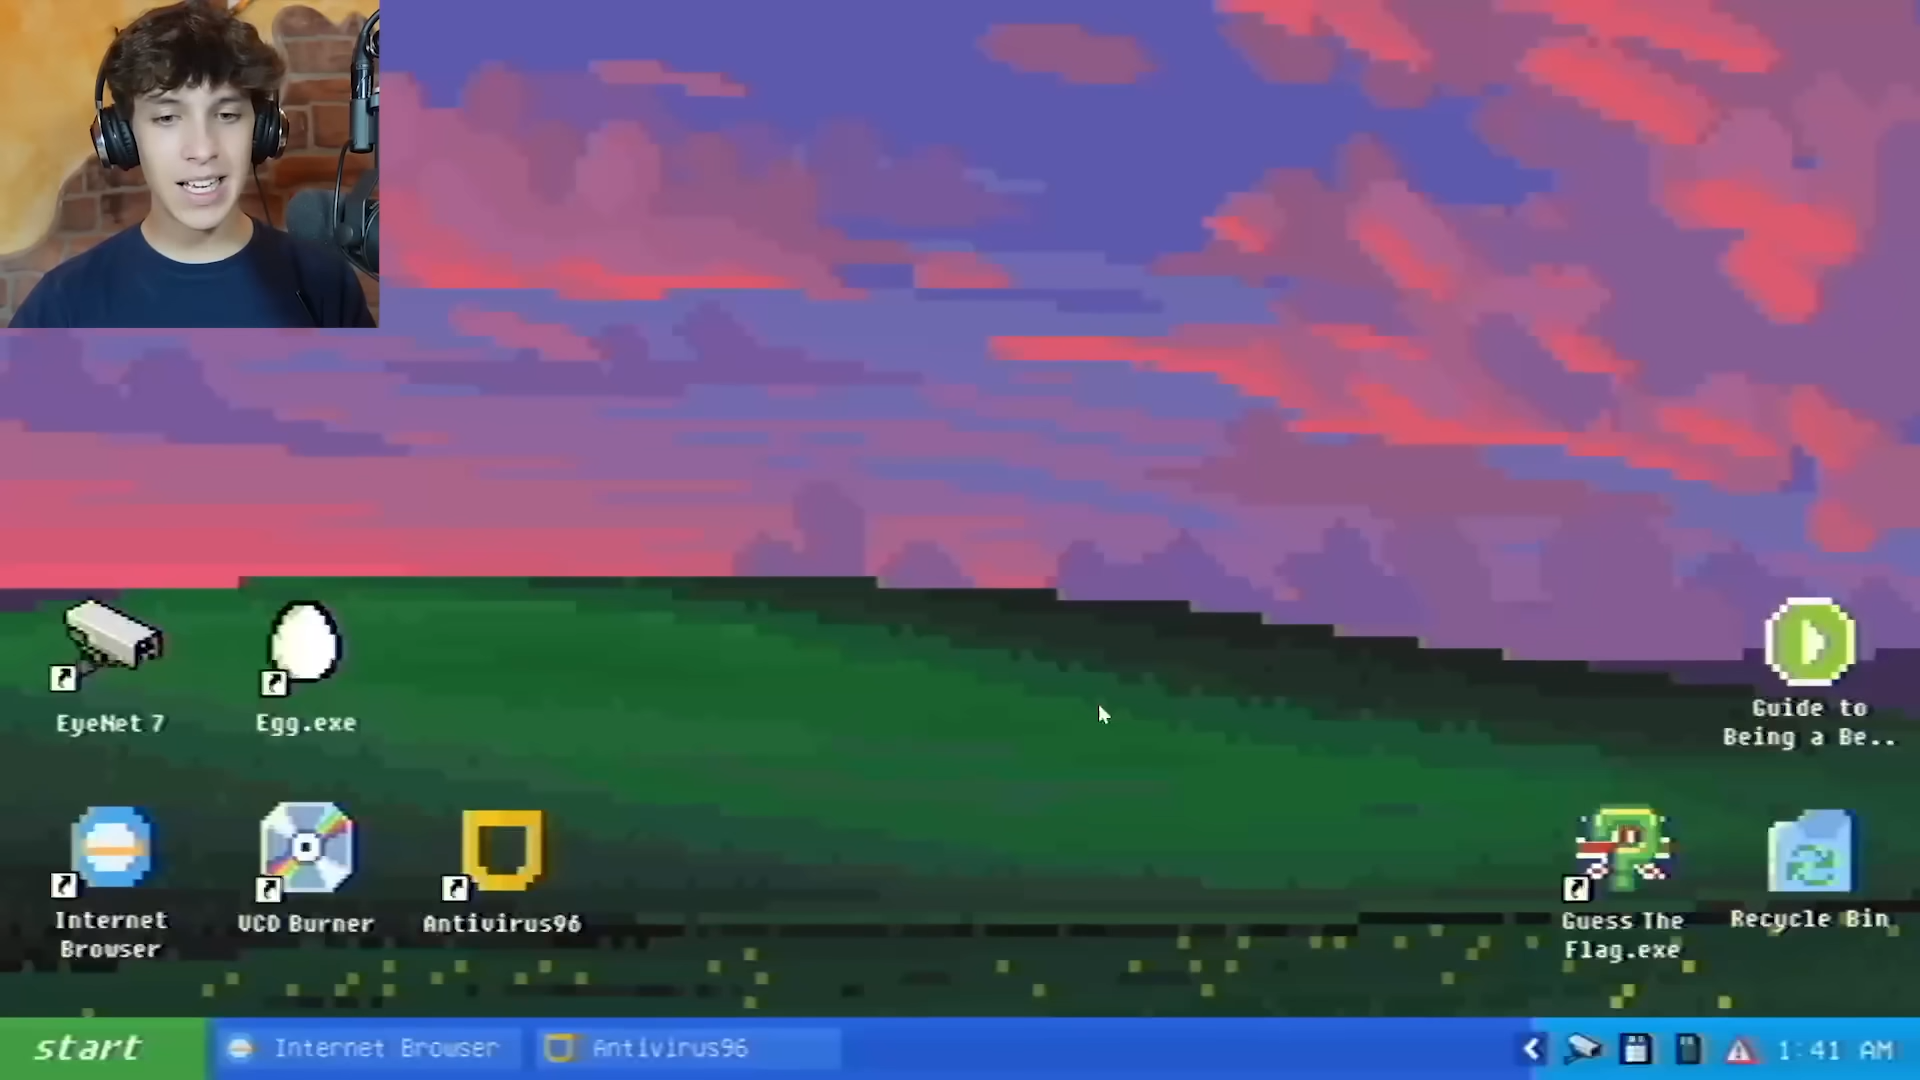 EyeNet 7
Egg.exe
Guide to
Being a Be..
Internet
Browser
VCD Burner
Antivirus96
Guess The
Flag.exe
Recycle Bin
start
Internet Browser
Antivirus96
1:41 AM